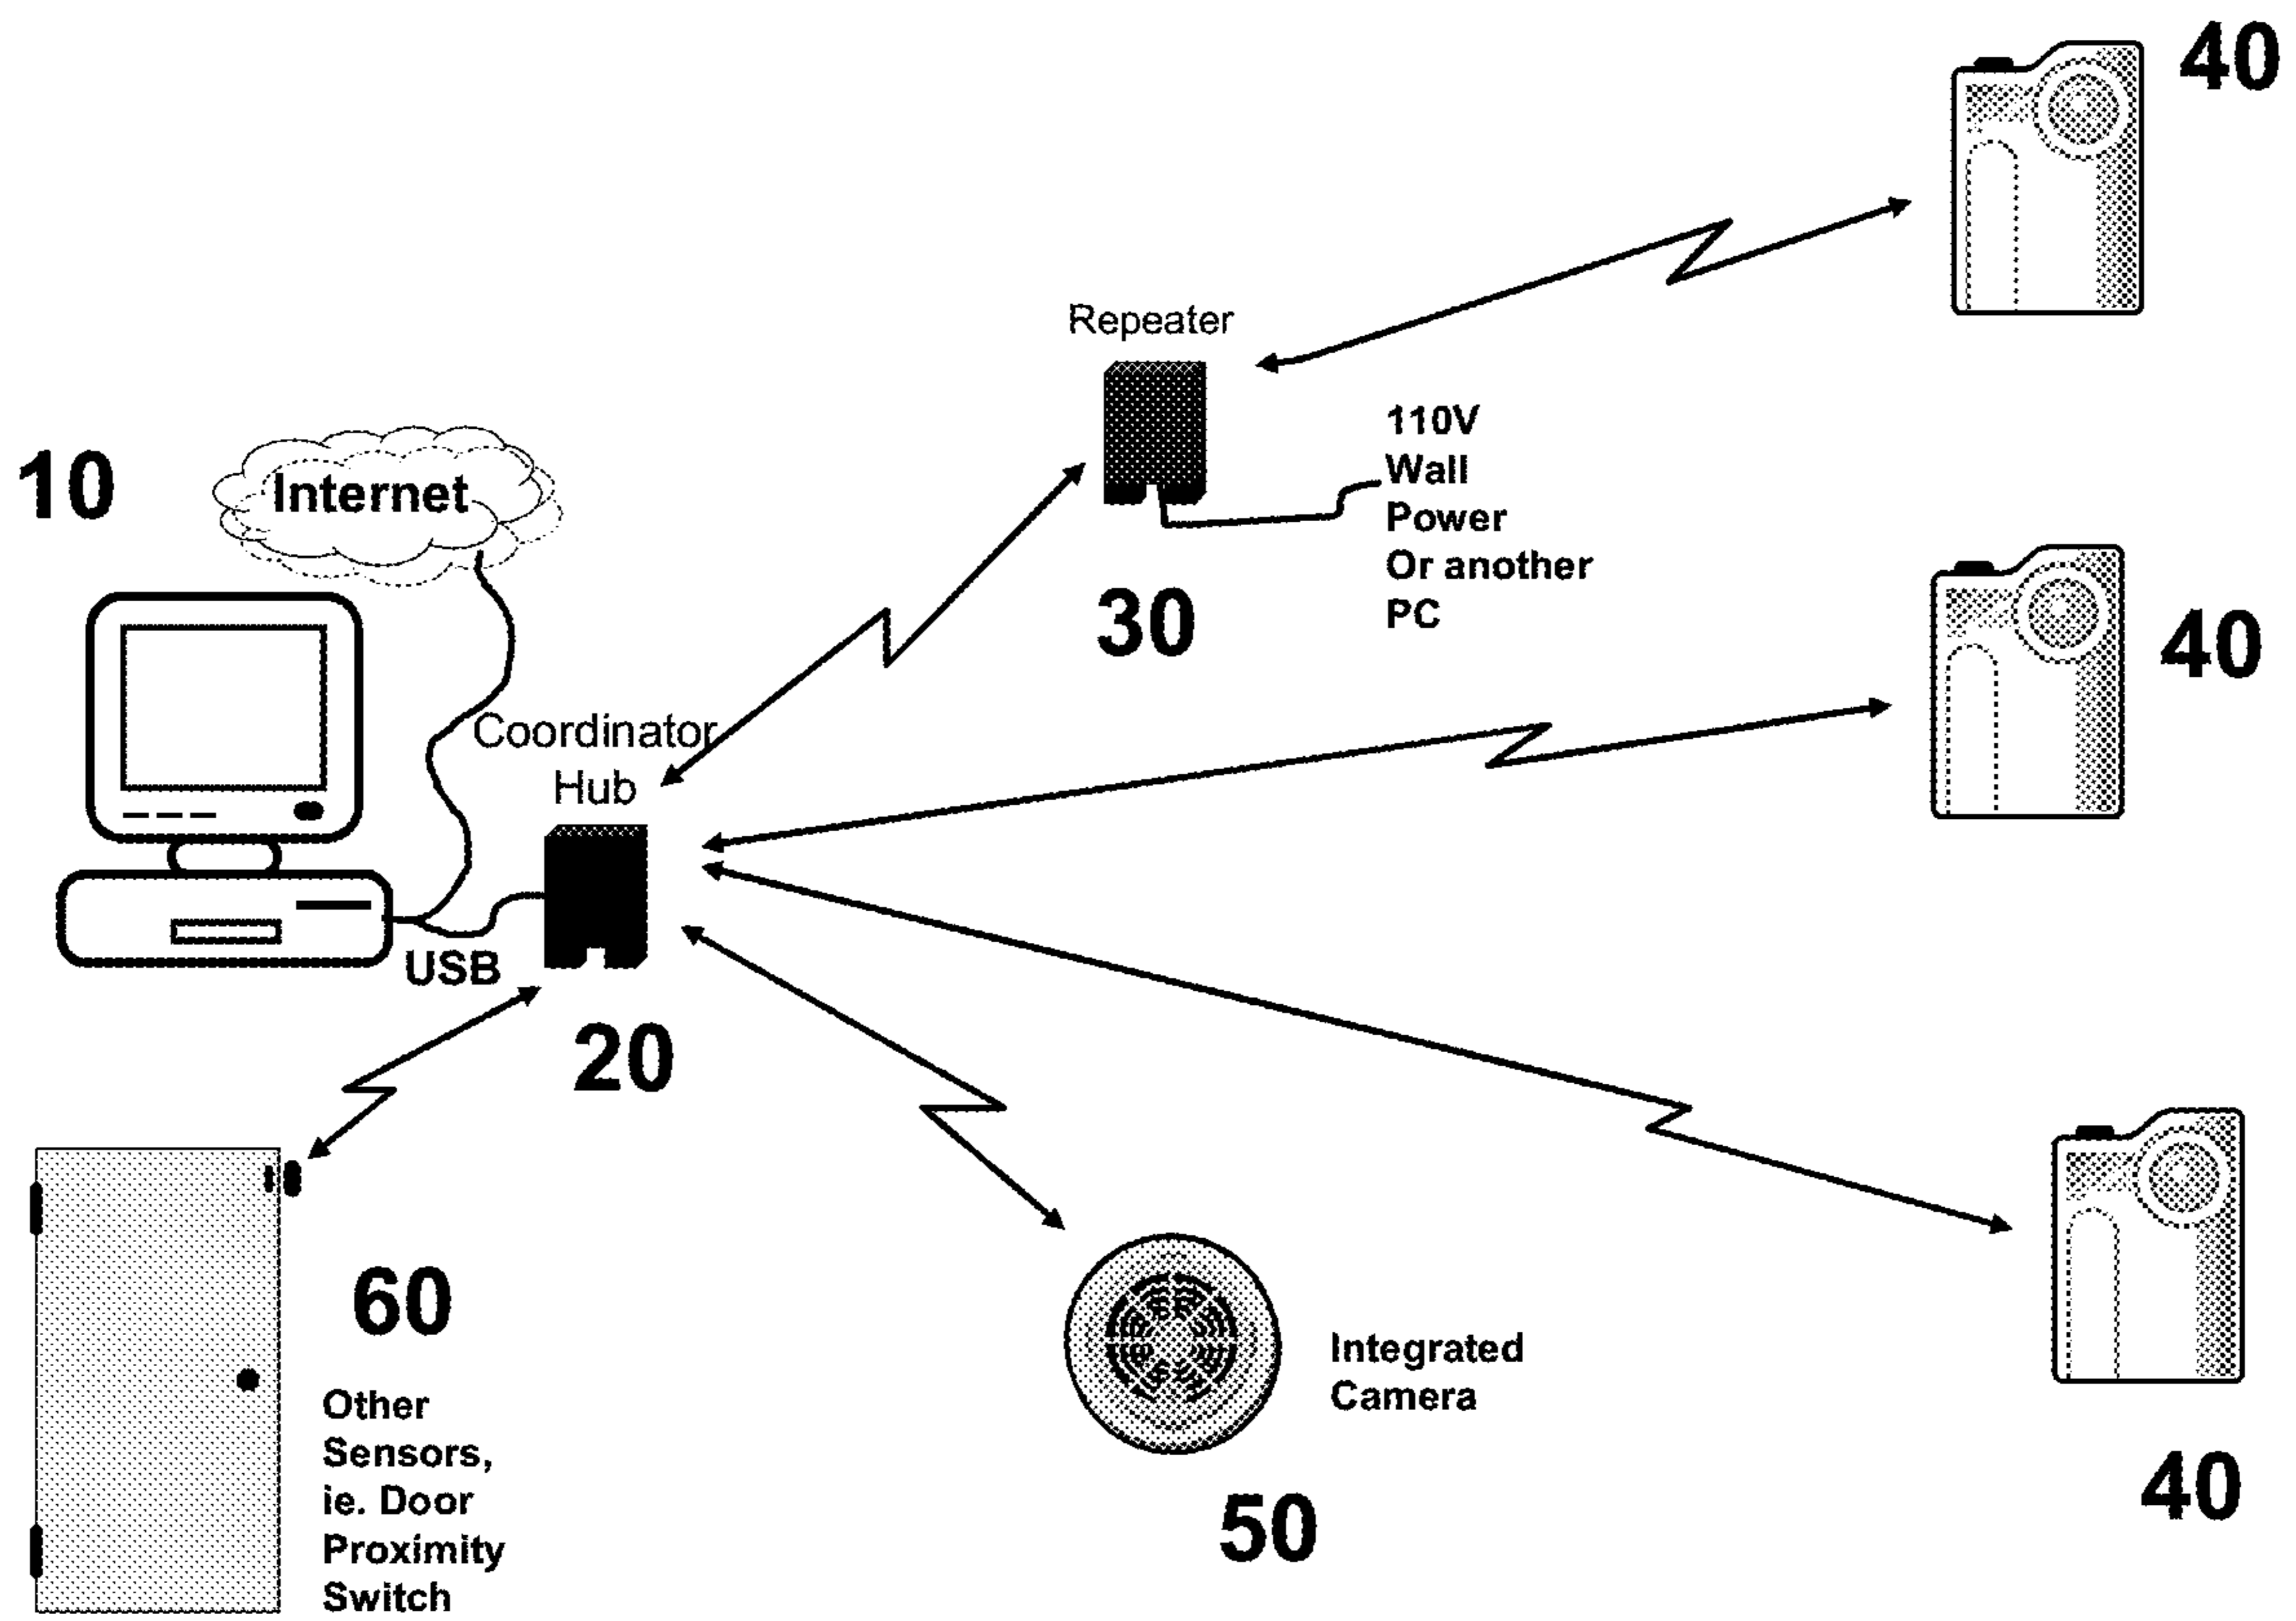 40
Repeater
110V
Wall
Power
Or another
PC
10
Internet
30
40
Coordinator
Hub
USB
20
60
Other
Sensors,
ie. Door
Proximity
Switch
Integrated
Camera
50
40